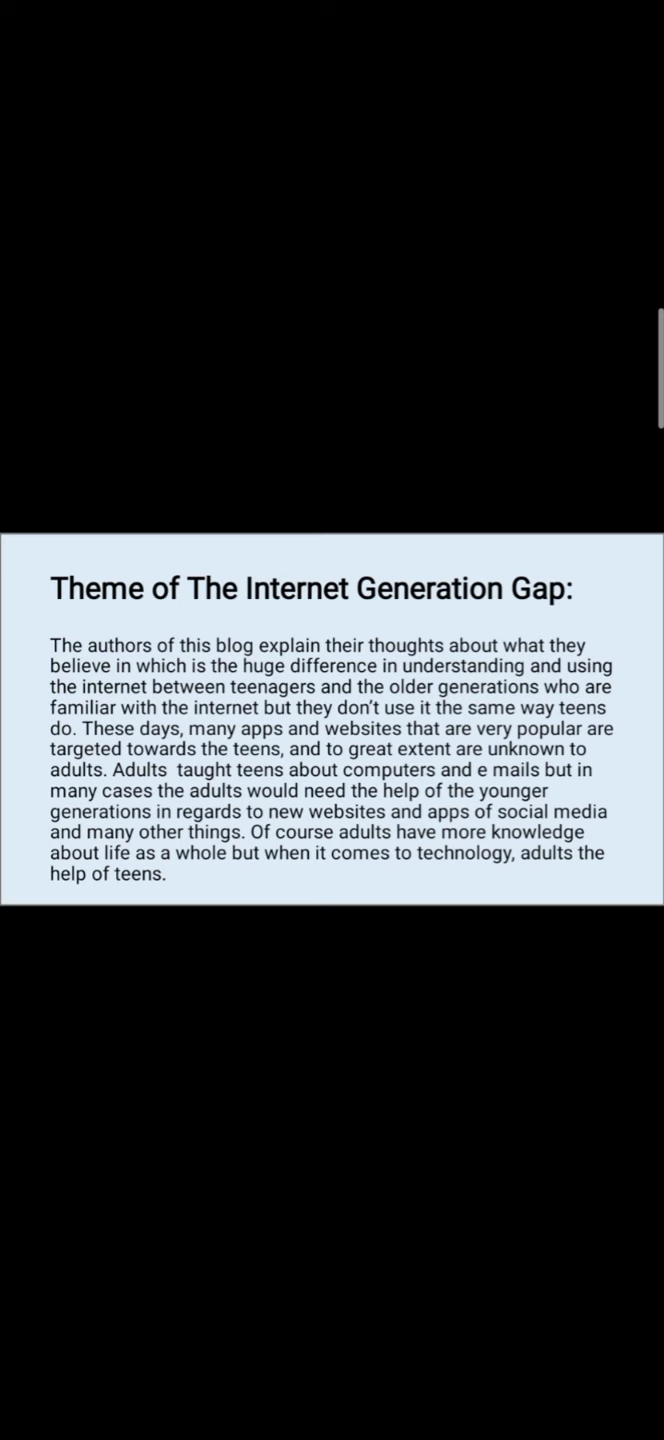 Theme of The Internet Generation Gap:
The authors of this blog explain their thoughts about what they
believe in which is the huge difference in understanding and using
the internet between teenagers and the older generations who are
familiar with the internet but they don’t use it the same way teens
do. These days, many apps and websites that are very popular are
targeted towards the teens, and to great extent are unknown to
adults. Adults  taught teens about computers and e mails but in
many cases the adults would need the help of the younger
generations in regards to new websites and apps of social media
and many other things. Of course adults have more knowledge
about life as a whole but when it comes to technology, adults the
help of teens.